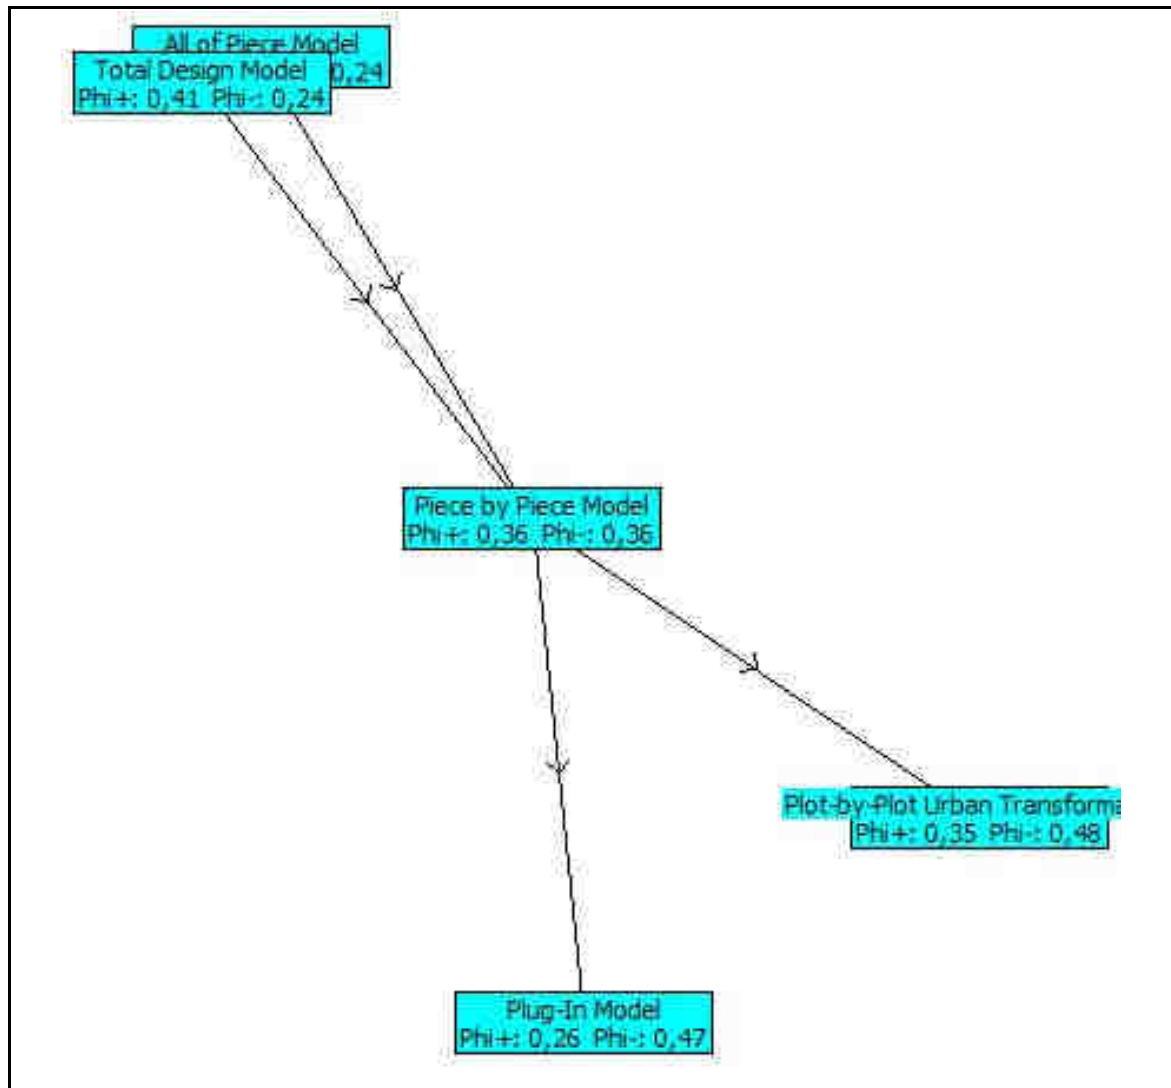 All of Piece Model
0,24
Total Design Model
Phi+: 0,41 Phi-: 0,24
Piece by Piece Model
Phi+: 0,36 Phi-: 0,36
Plot-by-Plot Urban Transforma
Phi+: 0,35 Phi-: 0,48
Plug-In Model
Phi+: 0,26 Phi-: 0,47